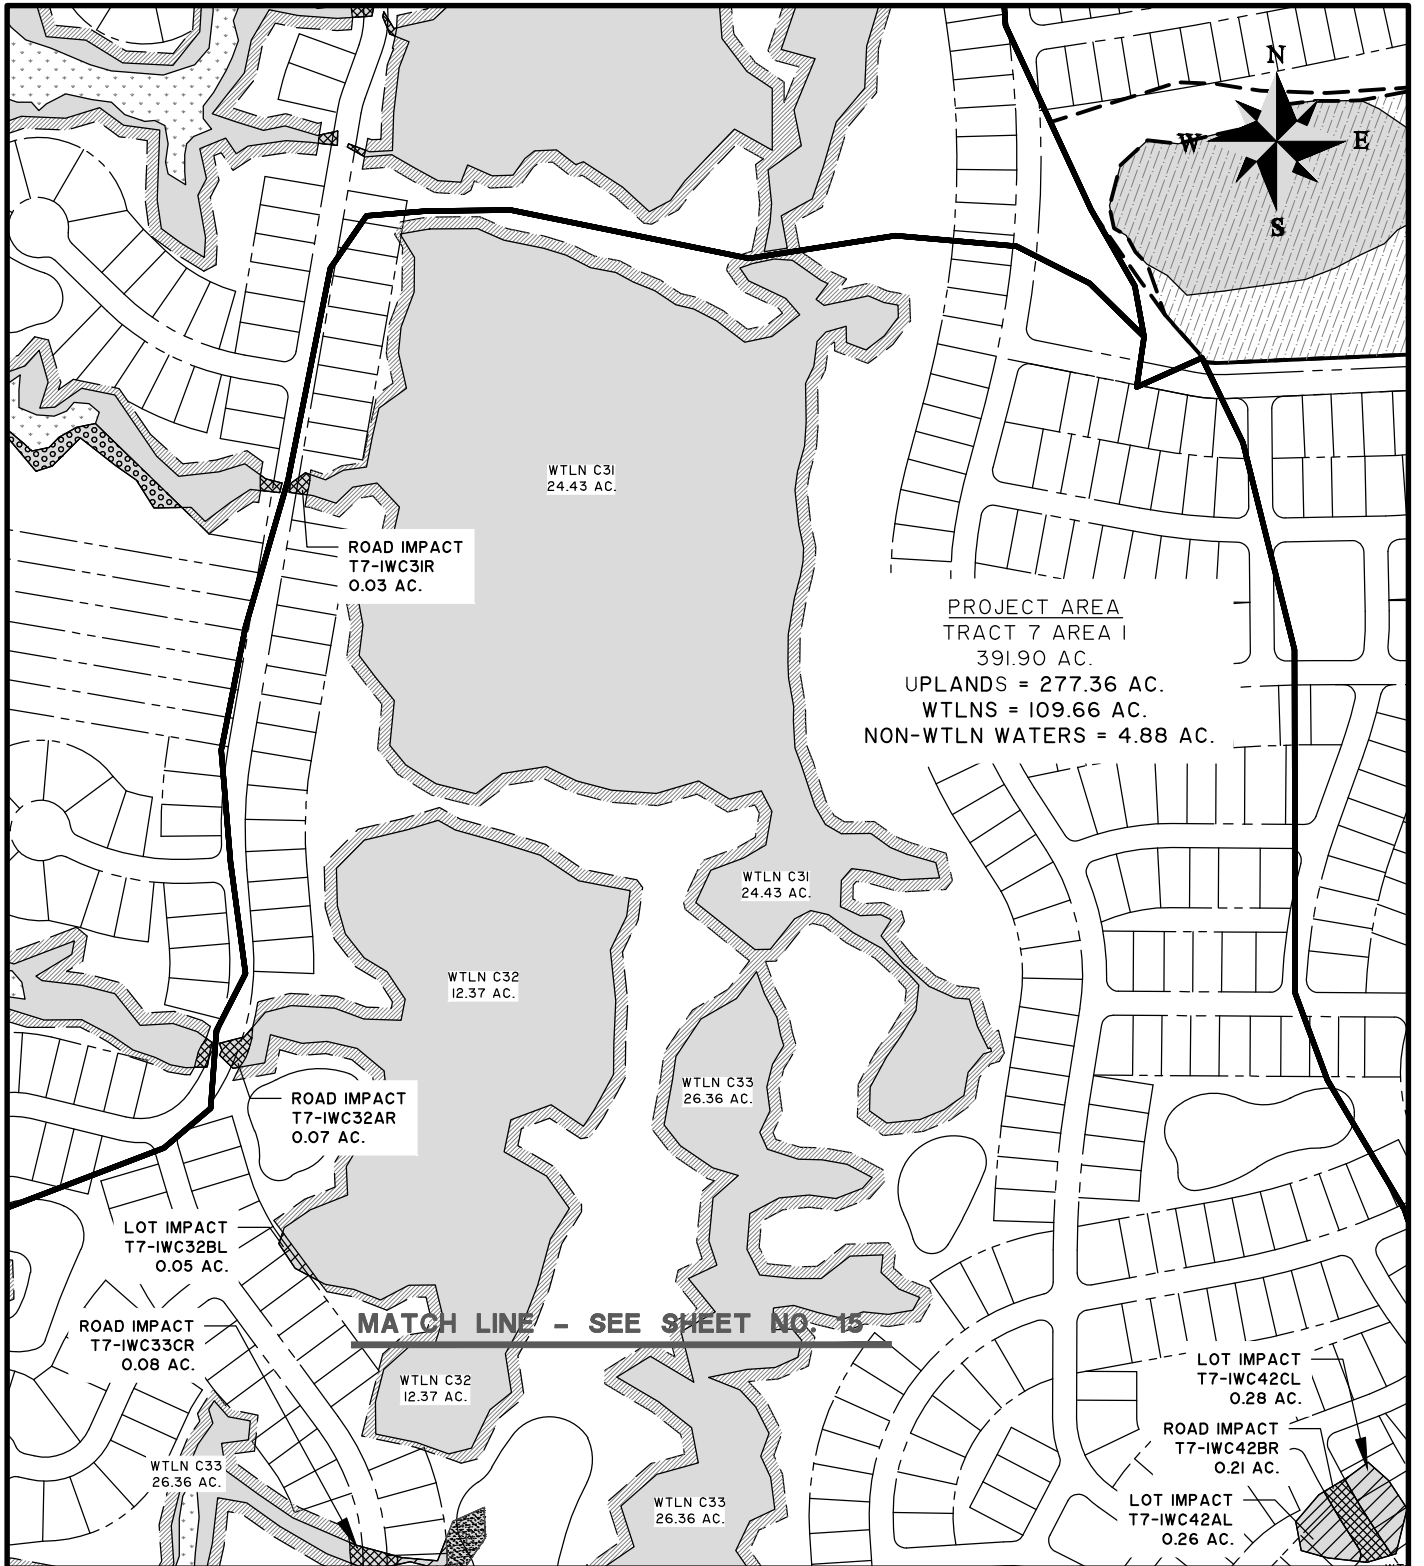 N
W
E
S
WTLN C31
24.43 AC.
ROAD IMPACT
T7-IWC31R
0.03 AC.
PROJECT AREA
TRACT 7 AREA 1
391.90 AC.
UPLANDS = 277.36 AC.
WTLNS = 109.66 AC.
NON-WTLN WATERS = 4.88 AC.
WTLN C31
24.43 AC.
WTLN C32
12.37 AC.
WTLN C33
26.36 AC.
ROAD IMPACT
T7-IWC32AR
0.07 AC.
LOT IMPACT
T7-IWC32BL
0.05 AC.
MATCH LINE - SEE SHEET NO. 15
ROAD IMPACT
T7-IWC33CR
0.08 AC.
WTLN C32
12.37 AC.
LOT IMPACT
T7-IWC42CL
0.28 AC.
ROAD IMPACT
T7-IWC42BR
0.21 AC.
WTLN C33
26.36 AC.
WTLN C33
26.36 AC.
LOT IMPACT
T7-IWC42AL
0.26 AC.